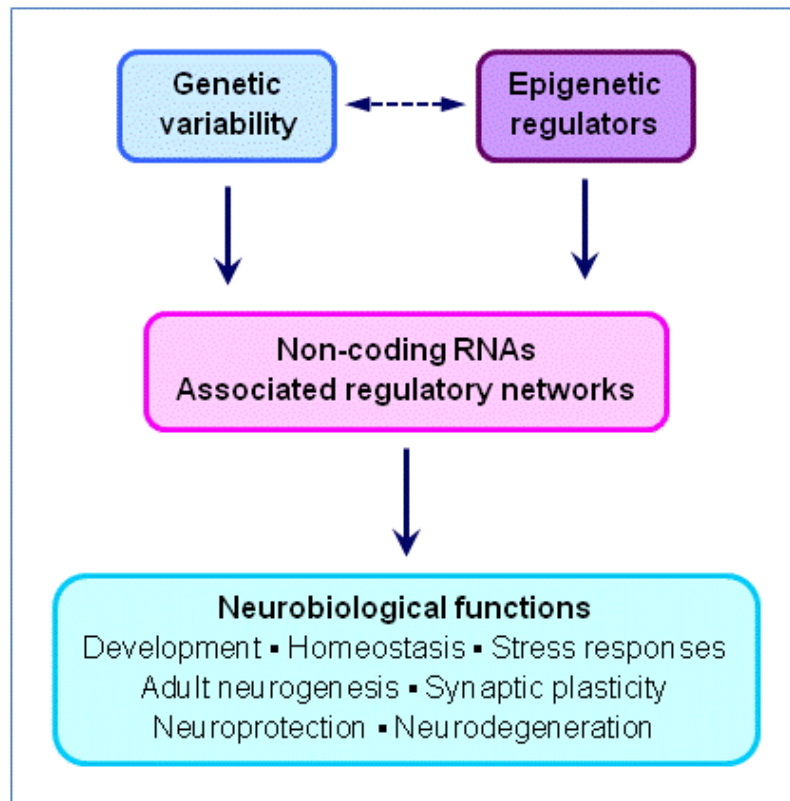 Genetic
variability
Epigenetic
regulators
Non-coding RNAs
Associated regulatory networks
Neurobiological functions
Development ▪ Homeostasis ▪ Stress responses
Adult neurogenesis ▪ Synaptic plasticity
Neuroprotection ▪ Neurodegeneration